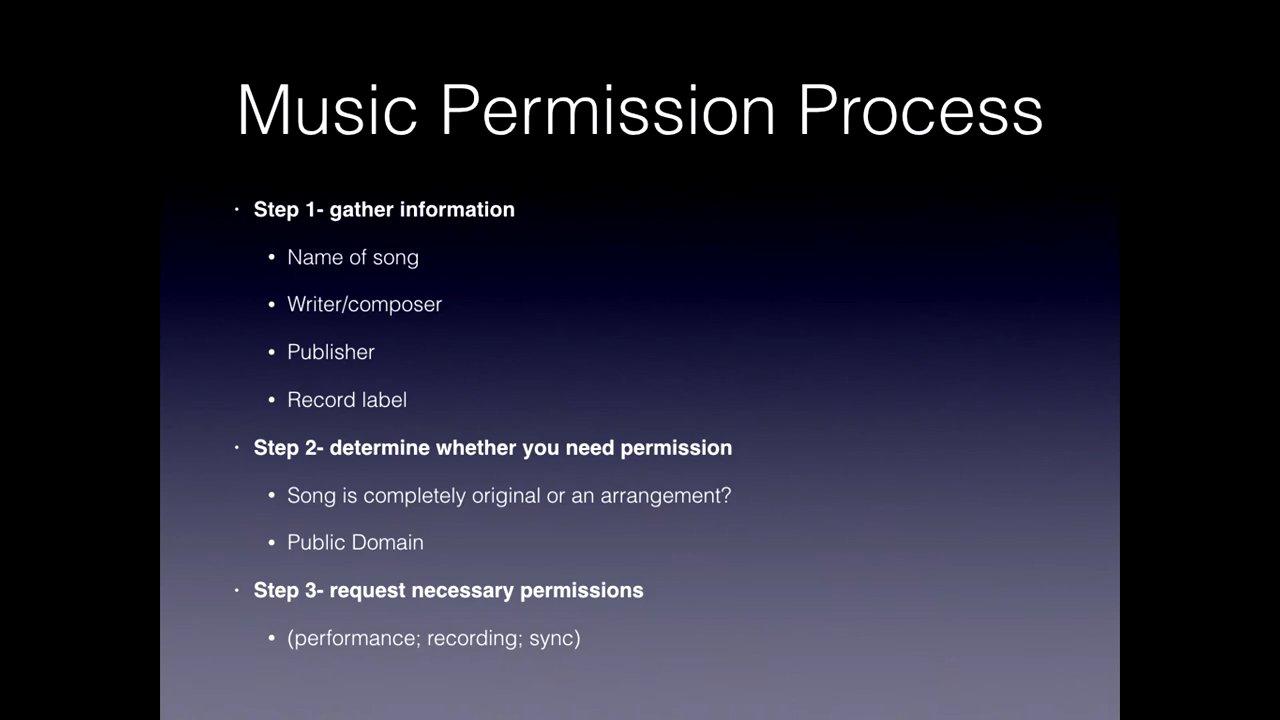 Music Permission Process
· Step 1- gather information
• Name of song
• Writer/composer
• Publisher
• Record label
· Step 2- determine whether you need permission
• Song is completely original or an arrangement?
• Public Domain
· Step 3- request necessary permissions
• (performance; recording; sync)